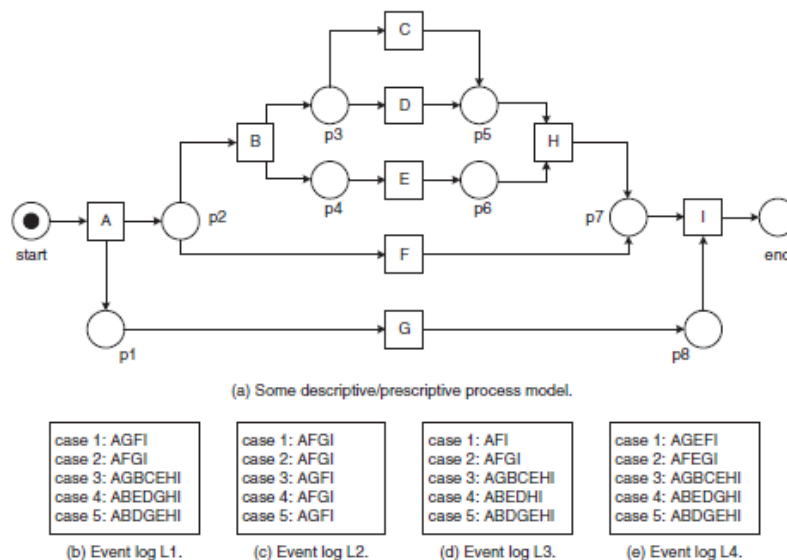 C
p3
D
p5
B
H
p4
E
p6
A
p2
p7
I
start
F
end
G
p1
p8
(a) Some descriptive/prescriptive process model.
case 1: AGFI
case 2: AFGI
case 3: AGBCEHI
case 4: ABEDGHI
case 5: ABDGEHI
(b) Event log L1.
case 1: AFGI
case 2: AFGI
case 3: AGFI
case 4: AFGI
case 5: AGFI
(c) Event log L2.
case 1: AFI
case 2: AFGI
case 3: AGBCEHI
case 4: ABEDHI
case 5: ABDGEHI
(d) Event log L3.
case 1: AGEFI
case 2: AFEGI
case 3: AGBCEHI
case 4: ABEDGHI
case 5: ABDGEHI
(e) Event log L4.